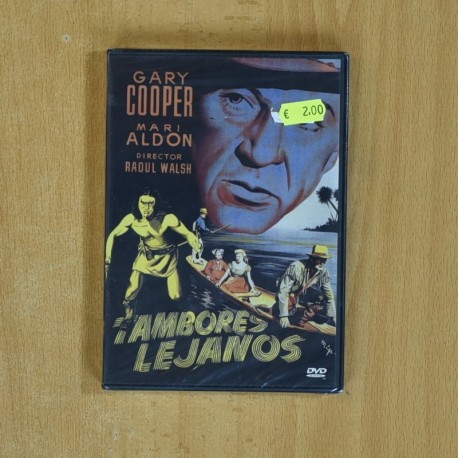 GARY
COOPER
€ 2.00
MARI
ALDON
DIRECTOR
RAOUL WALSH
TAMBORES
LEJANOS
DVD